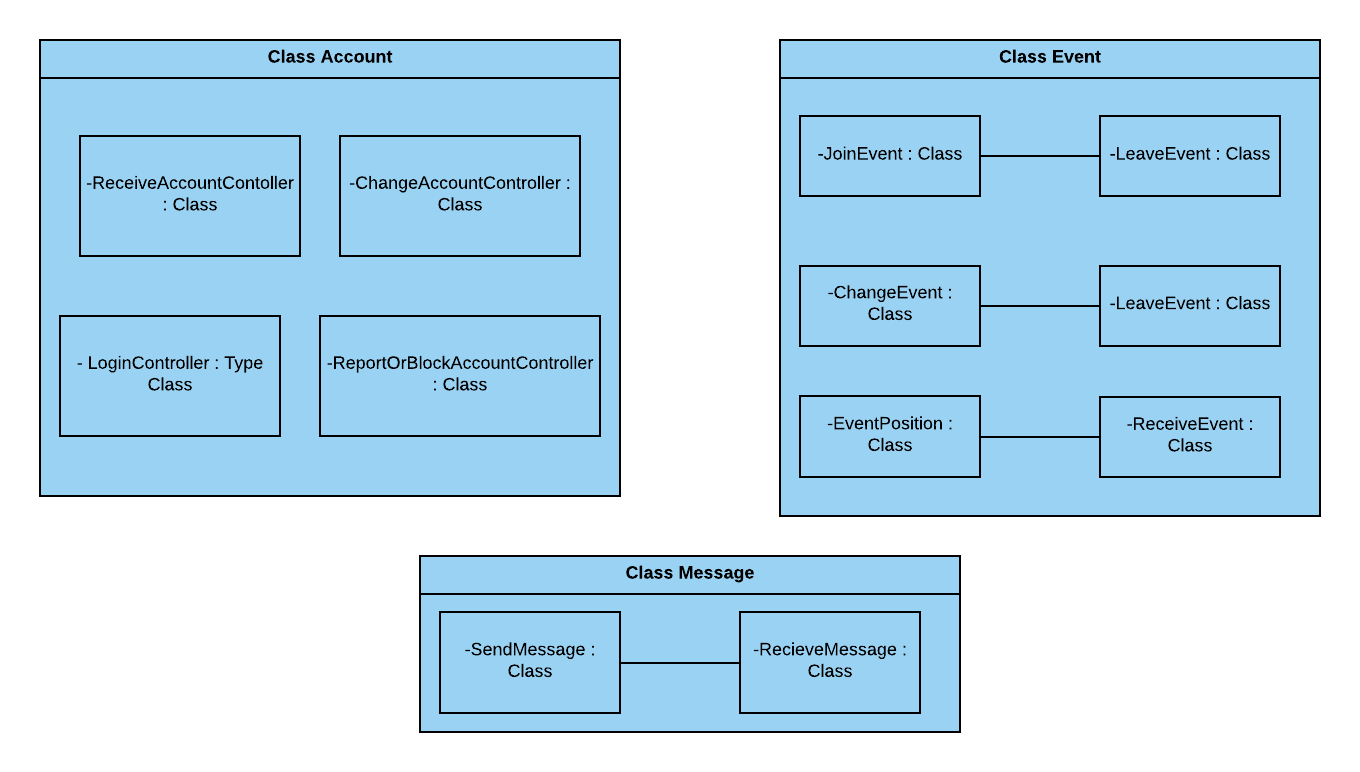 Class Account
-ReceiveAccountContoller
: Class
-ChangeAccountController :
Class
- LoginController : Type
Class
-ReportOrBlockAccountController
: Class
Class Event
-JoinEvent : Class
-LeaveEvent : Class
-ChangeEvent :
Class
-LeaveEvent : Class
-EventPosition :
Class
-ReceiveEvent :
Class
Class Message
-SendMessage :
Class
-RecieveMessage :
Class